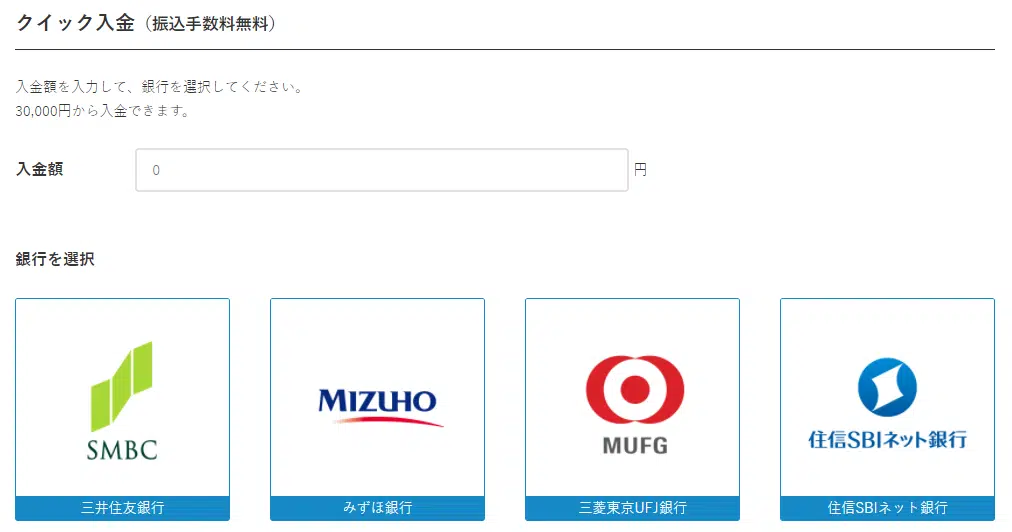 クイック入金（振込手数料無料）
入金額を入力して、銀行を選択してください。
30,000円から入金できます。
入金額
0
円
銀行を選択
SMBC
三井住友銀行
MIZUHO
みずほ銀行
MUFG
三菱東京UFJ銀行
住信SBIネット銀行
住信SBIネット銀行